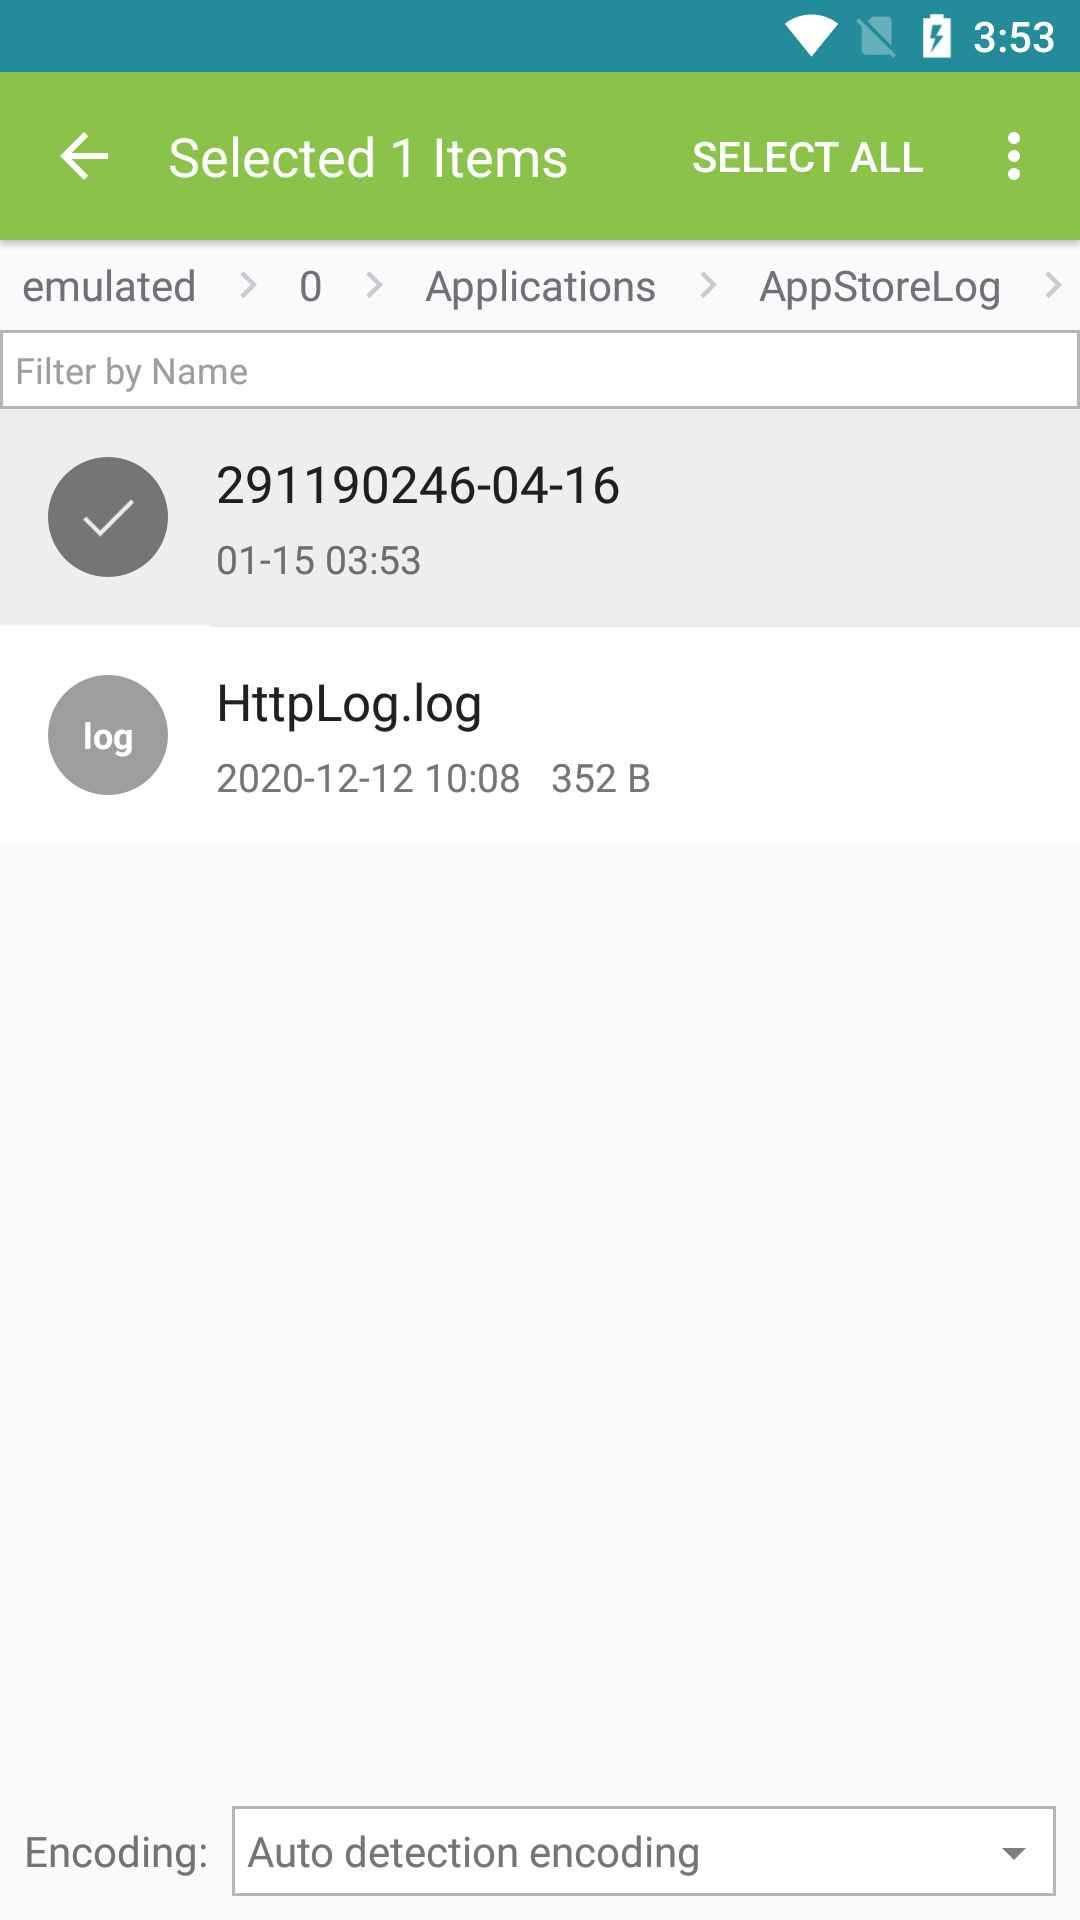 3:53
Selected 1 Items SELECT ALL
emulated 0 Applications AppStoreLog
Filter by Name
291190246-04-16
01-15 03:53
log
HttpLog.log
2020-12-12 10:08 352 B
Encoding: Auto detection encoding